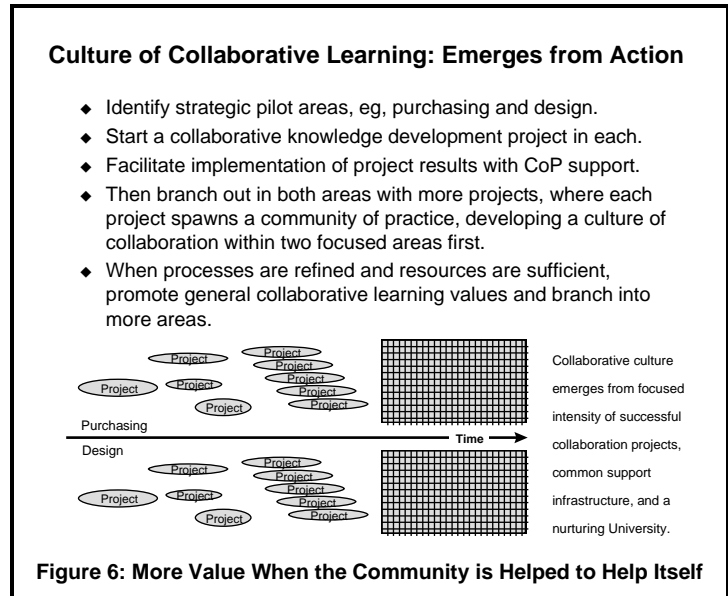 Culture of Collaborative Learning: Emerges from Action
◆ Identify strategic pilot areas, eg, purchasing and design.
◆ Start a collaborative knowledge development project in each.
◆ Facilitate implementation of project results with CoP support.
◆ Then branch out in both areas with more projects, where each
project spawns a community of practice, developing a culture of
collaboration within two focused areas first.
◆ When processes are refined and resources are sufficient,
promote general collaborative learning values and branch into
more areas.
Project
Project
Project
Project
Project
Project
Project
Project
Project
Purchasing
Time
Design
Project
Project
Project
Project
Project
Project
Project
Project
Project
Collaborative culture
emerges from focused
intensity of successful
collaboration projects,
common support
infrastructure, and a
nurturing University.
Figure 6: More Value When the Community is Helped to Help Itself